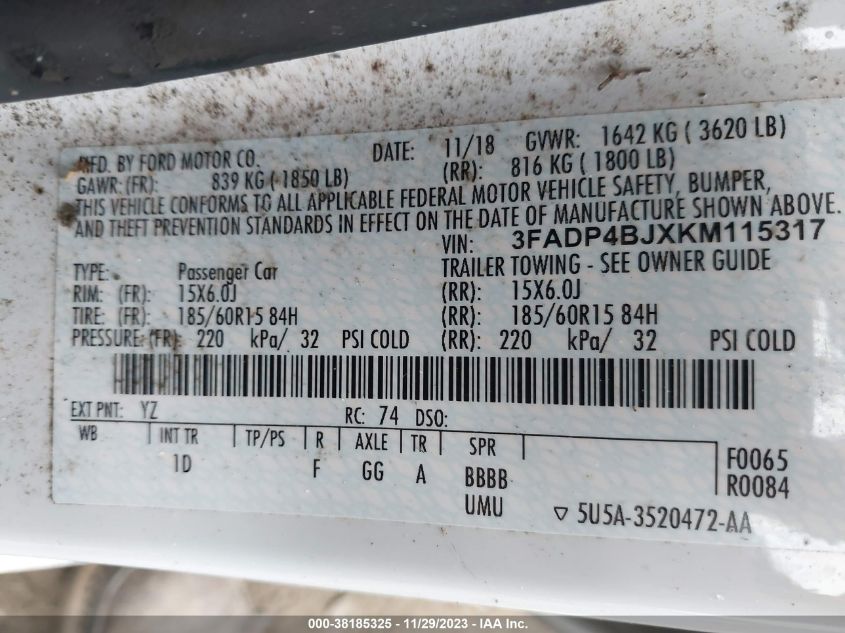 MFD. BY FORD MOTOR CO. DATE: 11/18 GVWR: 1642 KG ( 3620 LB)
GAWR: (FR): 839 KG ( 1850 LB) (RR): 816 KG ( 1800 LB)
THIS VEHICLE CONFORMS TO ALL APPLICABLE FEDERAL MOTOR VEHICLE SAFETY, BUMPER,
AND THEFT PREVENTION STANDARDS IN EFFECT ON THE DATE OF MANUFACTURE SHOWN ABOVE.
VIN: 3FADP4BJXKM115317
TYPE: Passenger Car TRAILER TOWING - SEE OWNER GUIDE
RIM: (FR): 15X6.0J (RR): 15X6.0J
TIRE: (FR): 185/60R15 84H (RR): 185/60R15 84H
PRESSURE: (FR): 220 kPa/ 32 PSI COLD (RR): 220 kPa/ 32 PSI COLD
EXT PNT: YZ RC: 74 DSO:
WB INT TR TP/PS R AXLE TR SPR
1D F GG A BBBB
UMU
F0065
R0084
5U5A-3520472-AA
000-38185325 - 11/29/2023 - IAA Inc.